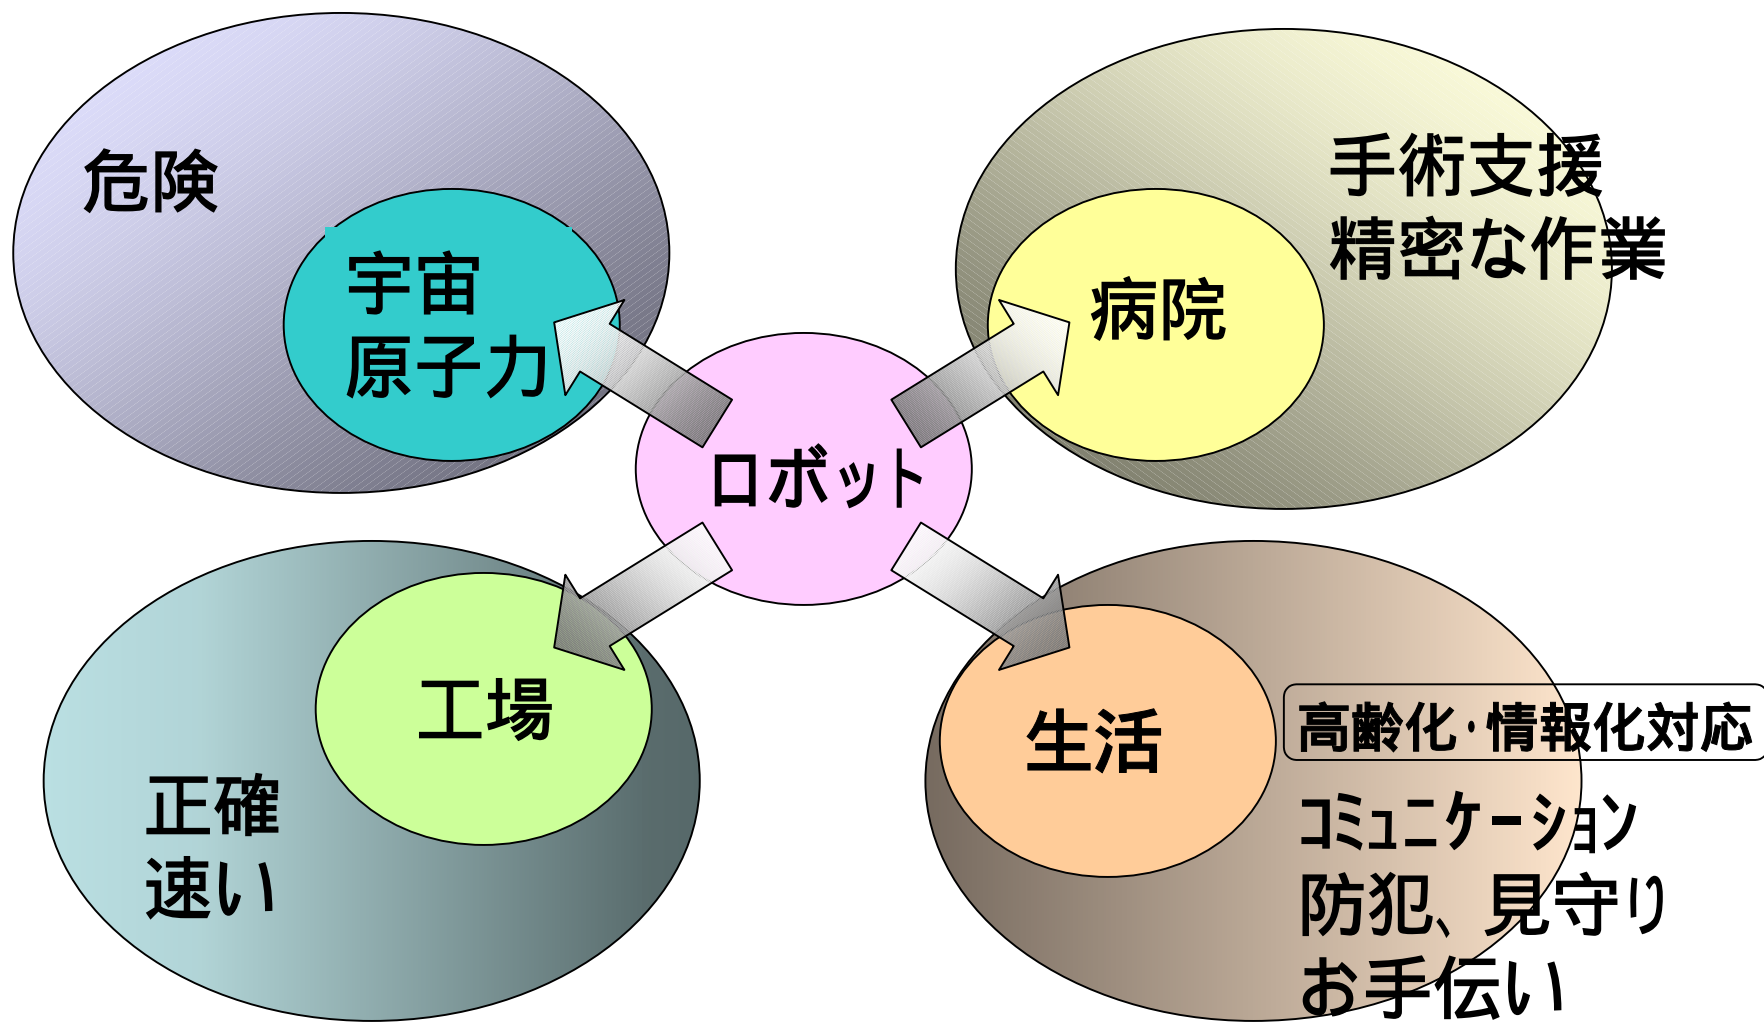 危険
宇宙
原子力
手術支援
精密な作業
病院
ロボット
工場
正確
速い
生活
高齢化・情報化対応
コミュニケーション
防犯、見守り
お手伝い